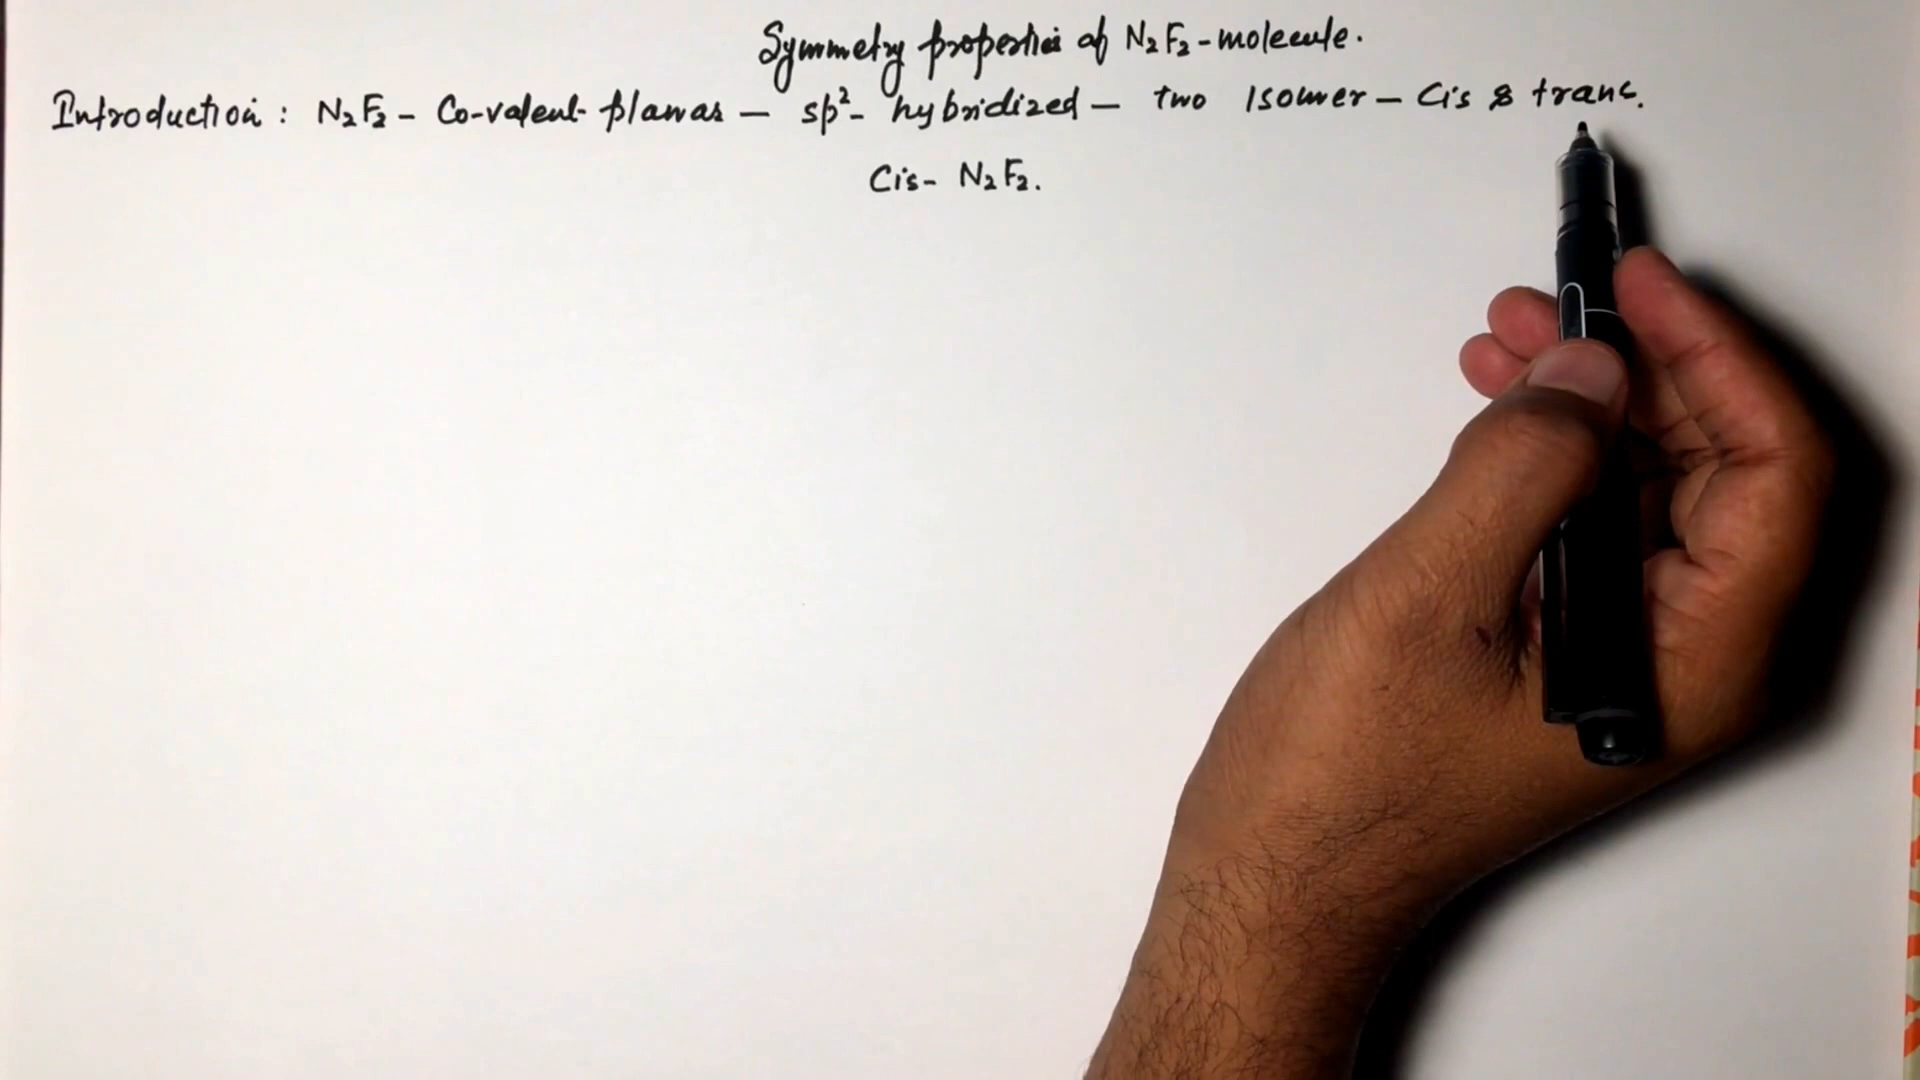 Symmetry properties of N₂F₂-molecule.
Introduction: N₂F₂ - Co-valent planar - sp²- hybridized - two Isomer - Cis & trans.
Cis- N₂F₂.